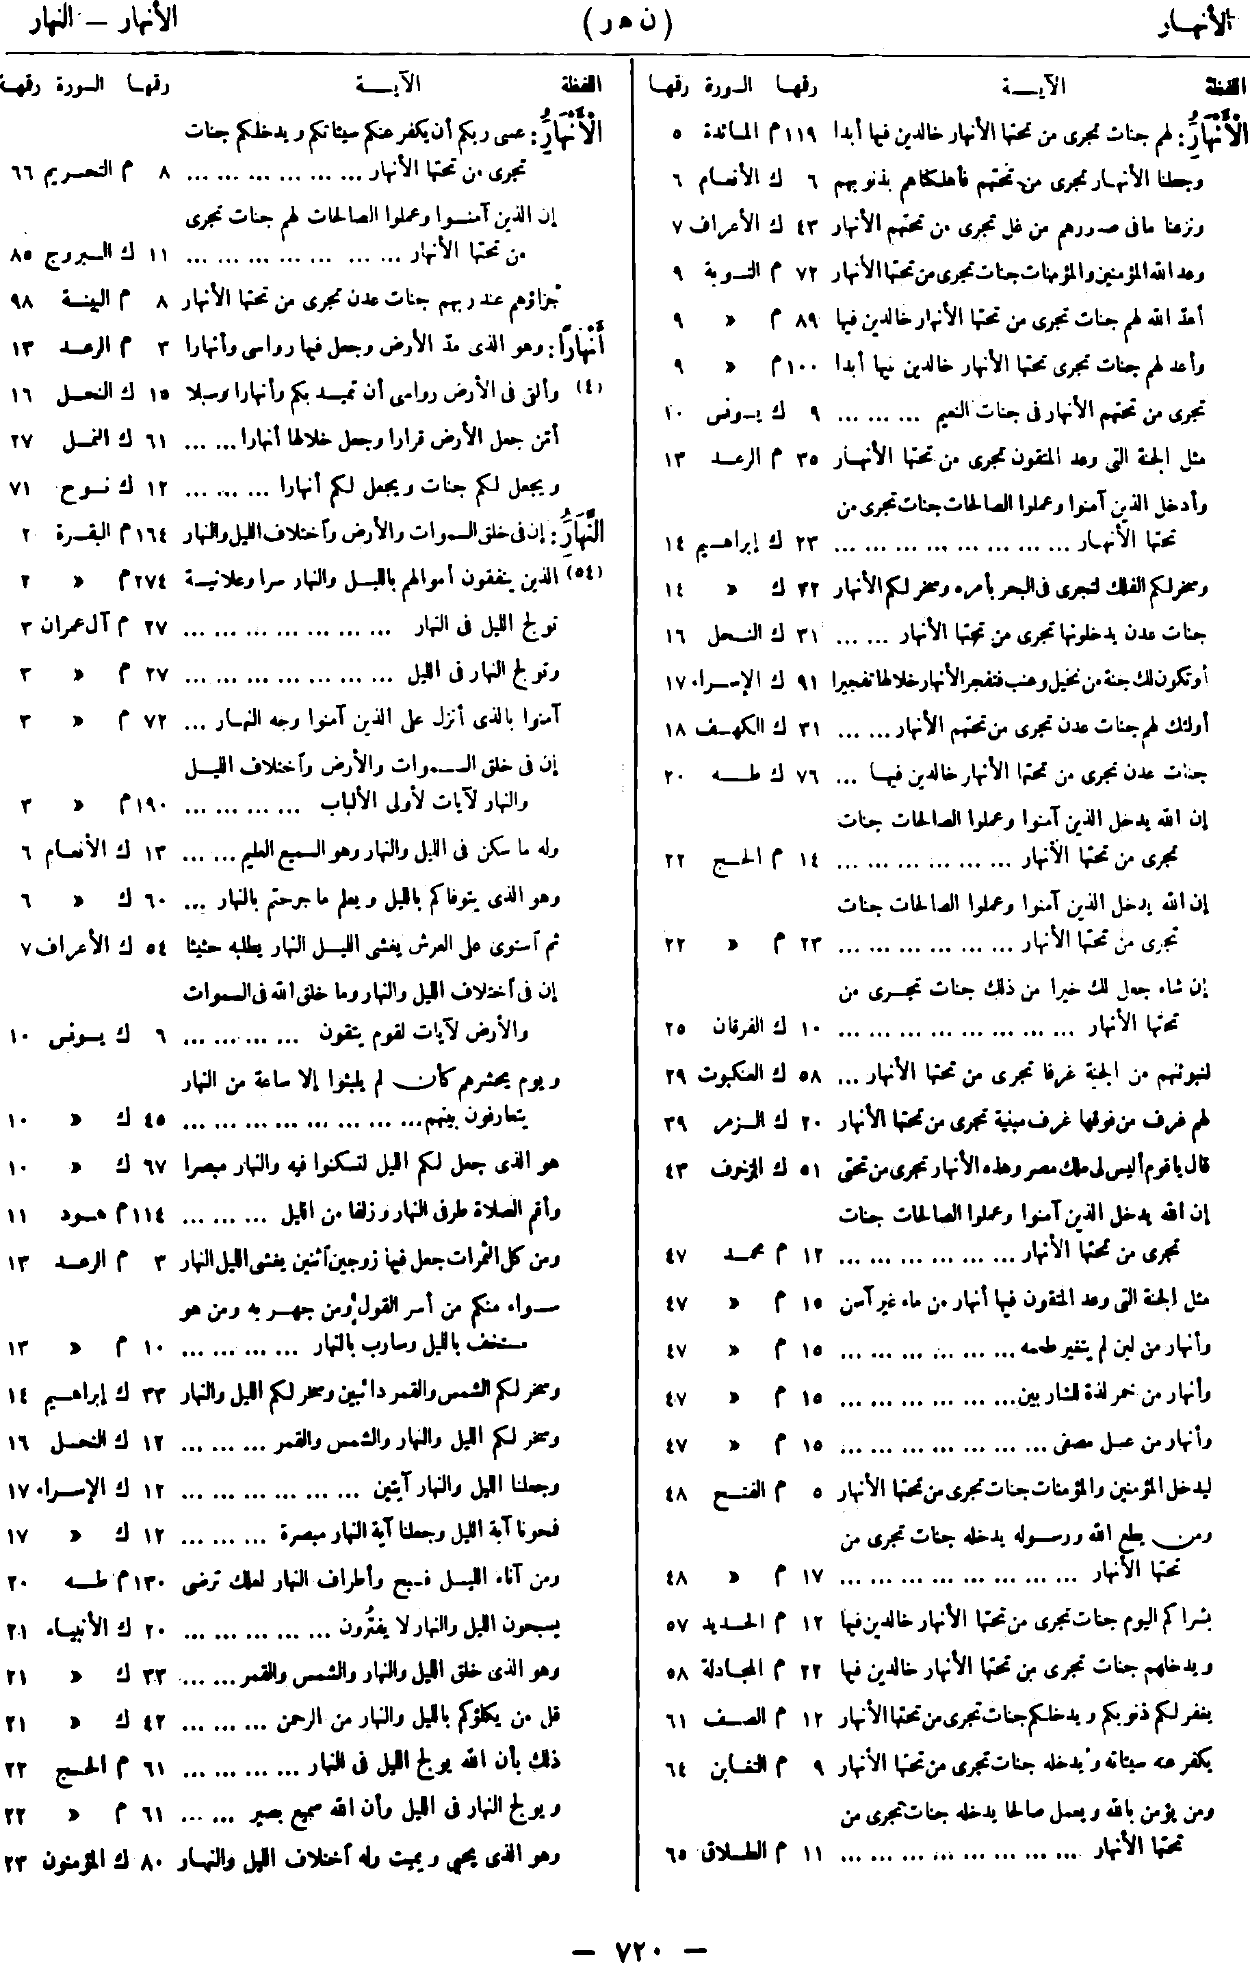 الأنهار
( ن هـ ر )
الأنهار — النهار
اللفظة الآيــة رقمها السورة رقمها
الْأَنْهَارُ: لهم جنات تجرى من تحتها الأنهار خالدين فيها أبدا ١١٩ م المائدة ٥
وجعلنا الأنهار تجرى من تحتهم فأهلكناهم بذنوبهم ٦ ك الأنعام ٦
ونزعنا مافى صدورهم من غل تجرى من تحتهم الأنهار ٤٣ ك الأعراف ٧
وعد الله المؤمنين والمؤمنات جنات تجرى من تحتها الأنهار ٧٢ م التوبة ٩
أعد الله لهم جنات تجرى من تحتها الأنهار خالدين فيها ٨٩ م « ٩
وأعد لهم جنات تجرى تحتها الأنهار خالدين فيها أبدا ١٠٠ م « ٩
تجرى من تحتهم الأنهار فى جنات النعيم ... ... ... ٩ ك يونس ١٠
مثل الجنة التى وعد المتقون تجرى من تحتها الأنهار ٣٥ م الرعد ١٣
وأدخل الذين آمنوا وعملوا الصالحات جنات تجرى من
تحتها الأنهار ... ... ... ... ... ... ... ... ٢٣ ك إبراهيم ١٤
وسخر لكم الفلك لتجرى فى البحر بأمره وسخر لكم الأنهار ٣٢ ك « ١٤
جنات عدن يدخلونها تجرى من تحتها الأنهار ... ... ٣١ ك النحل ١٦
أو تكون لك جنة من نخيل وعنب فتفجر الأنهار خلالها تفجيرا ٩١ ك الإسراء ١٧
أولئك لهم جنات عدن تجرى من تحتهم الأنهار ... ... ٣١ ك الكهف ١٨
جنات عدن تجرى من تحتها الأنهار خالدين فيها ... ٧٦ ك طه ٢٠
إن الله يدخل الذين آمنوا وعملوا الصالحات جنات
تجرى من تحتها الأنهار ... ... ... ... ... ... ١٤ م الحج ٢٢
إن الله يدخل الذين آمنوا وعملوا الصالحات جنات
تجرى من تحتها الأنهار ... ... ... ... ... ... ٢٣ م « ٢٢
إن شاء جعل لك خيرا من ذلك جنات تجرى من
تحتها الأنهار ... ... ... ... ... ... ... ... ١٠ ك الفرقان ٢٥
لنبوئنهم من الجنة غرفا تجرى من تحتها الأنهار ... ٥٨ ك العنكبوت ٢٩
لهم غرف من فوقها غرف مبنية تجرى من تحتها الأنهار ٢٠ ك الزمر ٣٩
قال ياقوم أليس لى ملك مصر وهذه الأنهار تجرى من تحتى ٥١ ك الزخرف ٤٣
إن الله يدخل الذين آمنوا وعملوا الصالحات جنات
تجرى من تحتها الأنهار ... ... ... ... ... ... ١٢ م محمد ٤٧
مثل الجنة التى وعد المتقون فيها أنهار من ماء غير آسن ١٥ م « ٤٧
وأنهار من لبن لم يتغير طعمه ... ... ... ... ... ... ١٥ م « ٤٧
وأنهار من خمر لذة للشاربين ... ... ... ... ... ... ١٥ م « ٤٧
وأنهار من عسل مصفى ... ... ... ... ... ... ... ١٥ م « ٤٧
ليدخل المؤمنين والمؤمنات جنات تجرى من تحتها الأنهار ٥ م الفتح ٤٨
ومن يطع الله ورسوله يدخله جنات تجرى من
تحتها الأنهار ... ... ... ... ... ... ... ... ١٧ م « ٤٨
بشراكم اليوم جنات تجرى من تحتها الأنهار خالدين فيها ١٢ م الحديد ٥٧
ويدخلهم جنات تجرى من تحتها الأنهار خالدين فيها ٢٢ م المجادلة ٥٨
يغفر لكم ذنوبكم ويدخلكم جنات تجرى من تحتها الأنهار ١٢ م الصف ٦١
يكفر عنه سيئاته ويدخله جنات تجرى من تحتها الأنهار ٩ م التغابن ٦٤
ومن يؤمن بالله ويعمل صالحا يدخله جنات تجرى من
تحتها الأنهار ... ... ... ... ... ... ... ... ١١ م الطلاق ٦٥
اللفظة الآيــة رقمها السورة رقمها
الْأَنْهَارُ: عسى ربكم أن يكفر عنكم سيئاتكم ويدخلكم جنات
تجرى من تحتها الأنهار ... ... ... ... ... ... ٨ م التحريم ٦٦
إن الذين آمنوا وعملوا الصالحات لهم جنات تجرى
من تحتها الأنهار ... ... ... ... ... ... ... ١١ ك البروج ٨٥
جزاؤهم عند ربهم جنات عدن تجرى من تحتها الأنهار ٨ م البينة ٩٨
أَنْهَارًا: وهو الذى مد الأرض وجعل فيها رواسى وأنهارا ٣ م الرعد ١٣
(٤) وألقى فى الأرض رواسى أن تميد بكم وأنهارا وسبلا ١٥ ك النحل ١٦
أمّن جعل الأرض قرارا وجعل خلالها أنهارا ... ... ٦١ ك النمل ٢٧
ويجعل لكم جنات ويجعل لكم أنهارا ... ... ... ١٢ ك نوح ٧١
النَّهَارُ: إن فى خلق السموات والأرض واختلاف الليل والنهار ١٦٤ م البقرة ٢
(٥٤) الذين ينفقون أموالهم بالليل والنهار سرا وعلانية ٢٧٤ م « ٢
تولج الليل فى النهار ... ... ... ... ... ... ... ٢٧ م آل عمران ٣
وتولج النهار فى الليل ... ... ... ... ... ... ... ٢٧ م « ٣
آمنوا بالذى أنزل على الذين آمنوا وجه النهار ... ٧٢ م « ٣
إن فى خلق السموات والأرض واختلاف الليل
والنهار لآيات لأولى الألباب ... ... ... ... ١٩٠ م « ٣
وله ما سكن فى الليل والنهار وهو السميع العليم ... ... ١٣ ك الأنعام ٦
وهو الذى يتوفاكم بالليل ويعلم ما جرحتم بالنهار ... ٦٠ ك « ٦
ثم استوى على العرش يغشى الليل النهار يطلبه حثيثا ٥٤ ك الأعراف ٧
إن فى اختلاف الليل والنهار وما خلق الله فى السموات
والأرض لآيات لقوم يتقون ... ... ... ... ٦ ك يونس ١٠
ويوم يحشرهم كأن لم يلبثوا إلا ساعة من النهار
يتعارفون بينهم ... ... ... ... ... ... ... ... ٤٥ ك « ١٠
هو الذى جعل لكم الليل لتسكنوا فيه والنهار مبصرا ٦٧ ك « ١٠
وأقم الصلاة طرفى النهار وزلفا من الليل ... ... ... ١١٤ م هود ١١
ومن كل الثمرات جعل فيها زوجين اثنين يغشى الليل النهار ٣ م الرعد ١٣
سواء منكم من أسر القول ومن جهر به ومن هو
مستخف بالليل وسارب بالنهار ... ... ... ... ١٠ م « ١٣
وسخر لكم الشمس والقمر دائبين وسخر لكم الليل والنهار ٣٣ ك إبراهيم ١٤
وسخر لكم الليل والنهار والشمس والقمر ... ... ... ١٢ ك النحل ١٦
وجعلنا الليل والنهار آيتين ... ... ... ... ... ... ١٢ ك الإسراء ١٧
فمحونا آية الليل وجعلنا آية النهار مبصرة ... ... ... ١٢ ك « ١٧
ومن آناء الليل فسبح وأطراف النهار لعلك ترضى ١٣٠ م طه ٢٠
يسبحون الليل والنهار لا يفتُرون ... ... ... ... ... ٢٠ ك الأنبياء ٢١
وهو الذى خلق الليل والنهار والشمس والقمر ... ... ٣٣ ك « ٢١
قل من يكلؤكم بالليل والنهار من الرحمن ... ... ... ٤٢ ك « ٢١
ذلك بأن الله يولج الليل فى النهار ... ... ... ... ٦١ م الحج ٢٢
ويولج النهار فى الليل وأن الله سميع بصير ... ... ٦١ م « ٢٢
وهو الذى يحيى ويميت وله اختلاف الليل والنهار ٨٠ ك المؤمنون ٢٣
— ٧٢٠ —